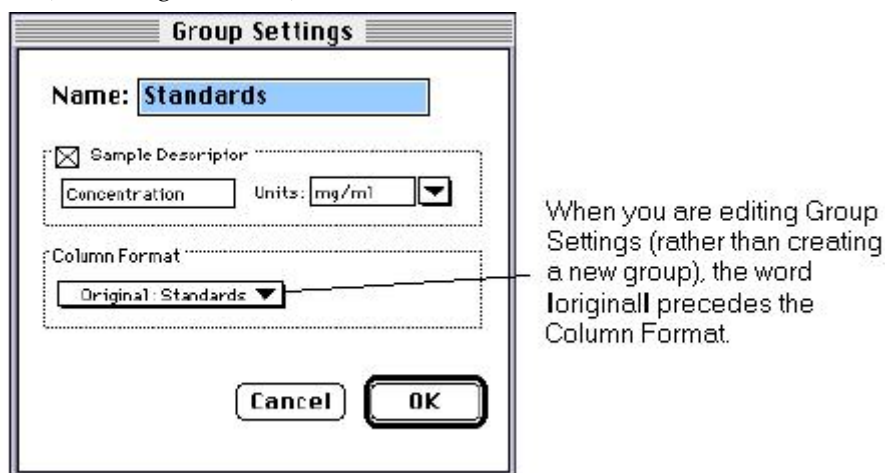 Group Settings
Name: Standards
Sample Descriptor
Concentration Units: mg/ml
Column Format
Original: Standards
Cancel OK
When you are editing Group
Settings (rather than creating
a new group), the word
loriginall precedes the
Column Format.